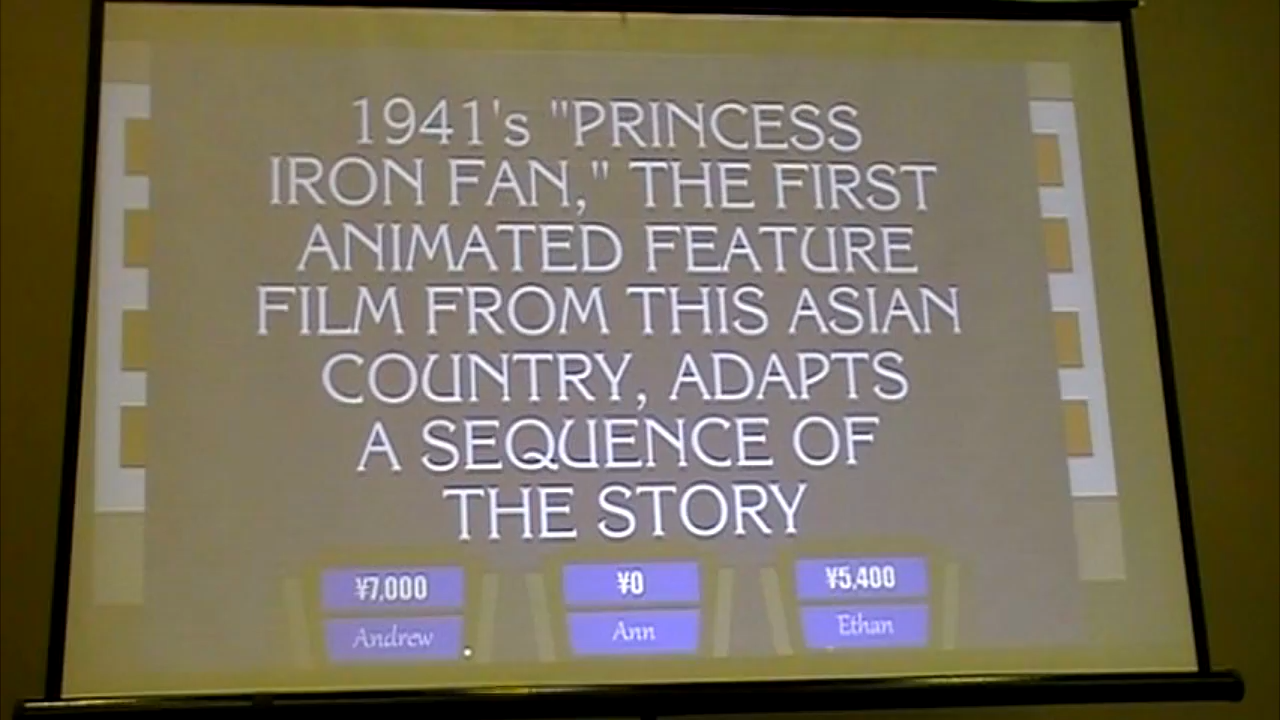 1941's "PRINCESS
IRON FAN," THE FIRST
ANIMATED FEATURE
FILM FROM THIS ASIAN
COUNTRY, ADAPTS
A SEQUENCE OF
THE STORY
¥7,000 ¥0 ¥5,400
Andrew Ann Ethan